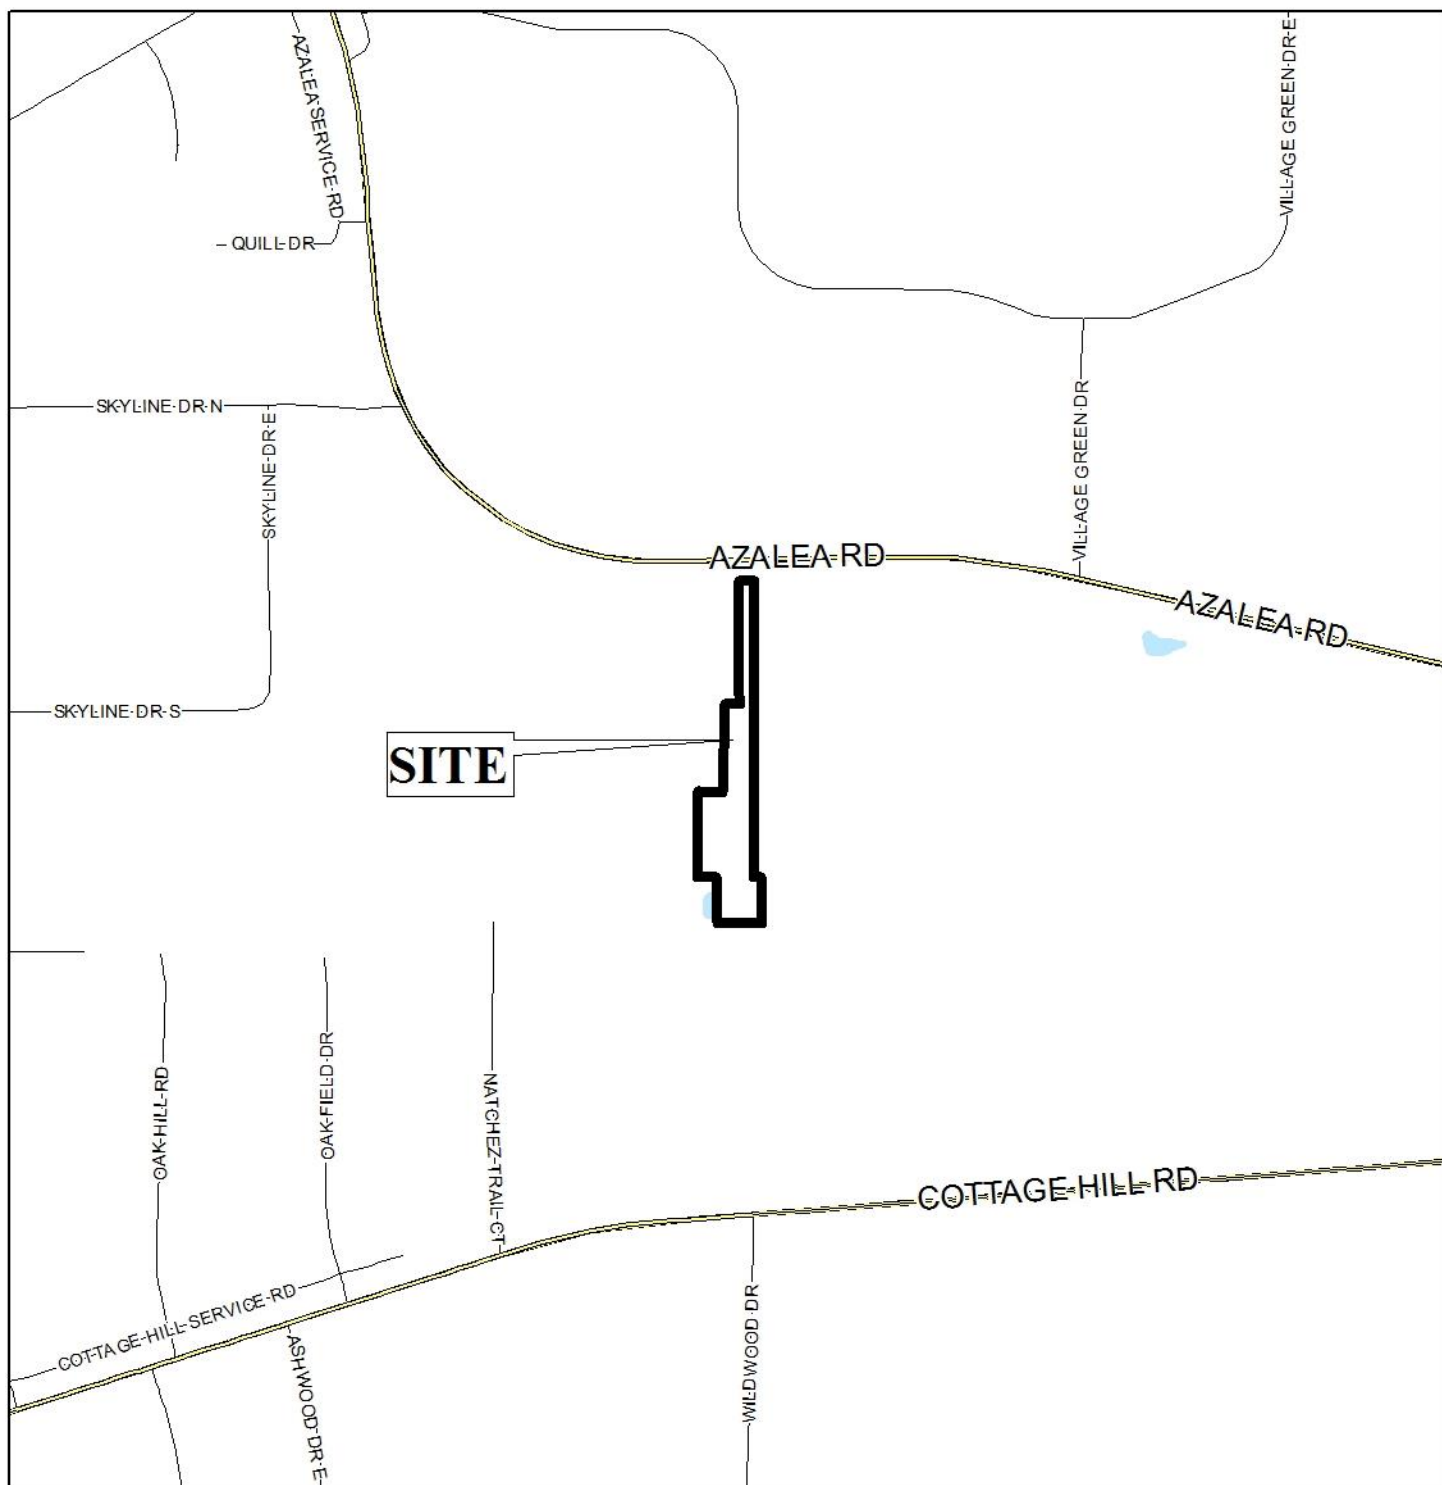 AZALEA SERVICE RD
VILLAGE GREEN DR E
QUILL DR
SKYLINE DR N
SKYLINE DR E
VILLAGE GREEN DR
AZALEA RD
AZALEA RD
SKYLINE DR S
SITE
OAK HILL RD
OAK FIELD DR
NATCHEZ TRAIL CT
COTTAGE HILL RD
COTTAGE HILL SERVICE RD
ASHWOOD DR E
WILDWOOD DR